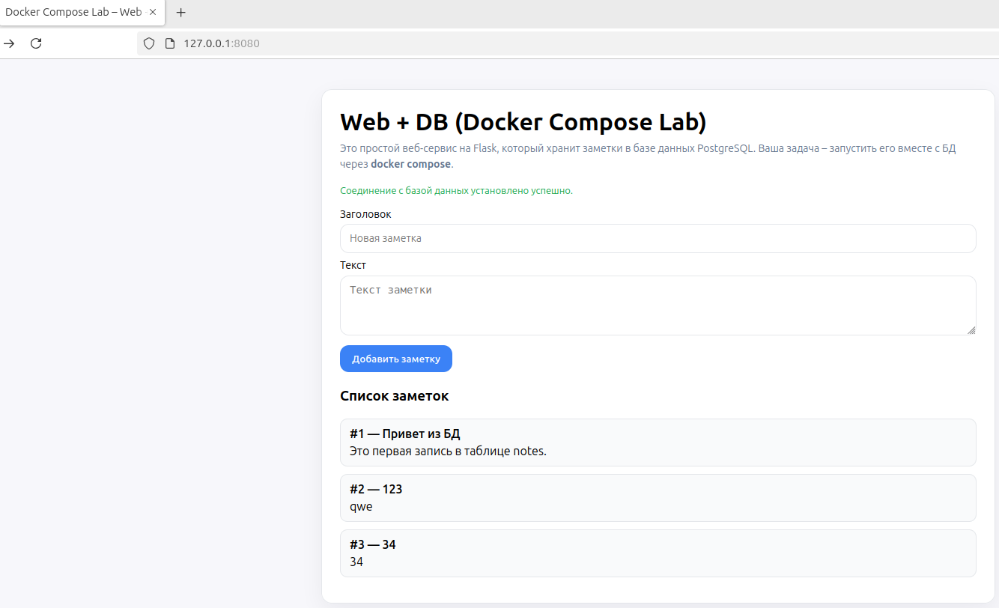 Docker Compose Lab – Web
127.0.0.1:8080
Web + DB (Docker Compose Lab)
Это простой веб-сервис на Flask, который хранит заметки в базе данных PostgreSQL. Ваша задача – запустить его вместе с БД
через docker compose.
Соединение с базой данных установлено успешно.
Заголовок
Новая заметка
Текст
Текст заметки
Добавить заметку
Список заметок
#1 — Привет из БД
Это первая запись в таблице notes.
#2 — 123
qwe
#3 — 34
34